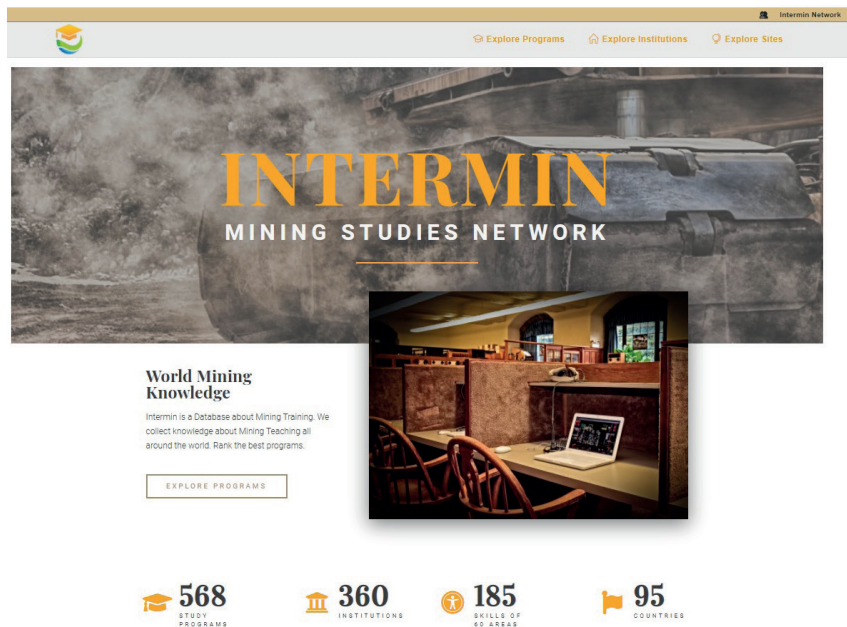 Intermin Network
Explore Programs
Explore Institutions
Explore Sites
INTERMIN
MINING STUDIES NETWORK
World Mining
Knowledge
Intermin is a Database about Mining Training. We
collect knowledge about Mining Teaching all
around the world. Rank the best programs.
EXPLORE PROGRAMS
568
STUDY
PROGRAMS
360
INSTITUTIONS
185
SKILLS OF
60 AREAS
95
COUNTRIES